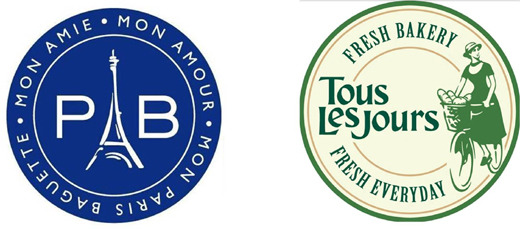 MON AMIE • MON AMOUR • MON PARIS BAGUETTE •
P B
FRESH BAKERY
Tous
Les Jours
FRESH EVERYDAY